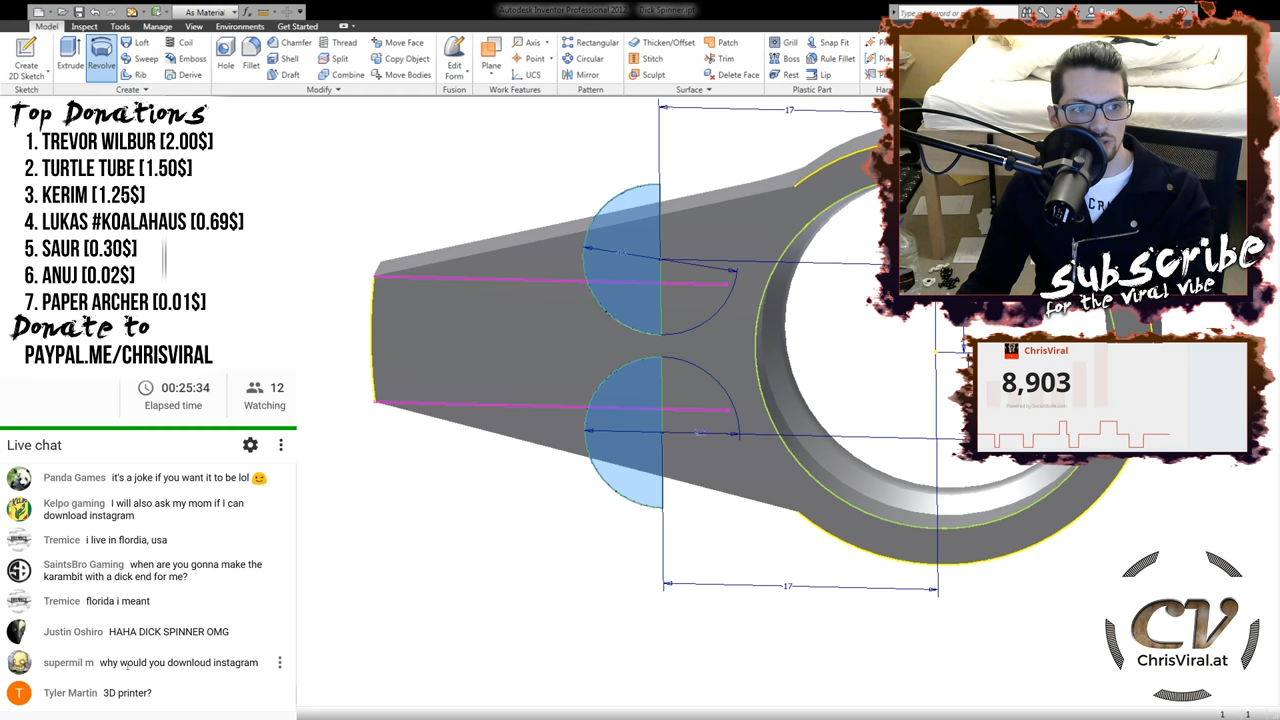 Autodesk Inventor Professional 2012
Dick Spinner.ipt
As Material
Type a keyword or phrase
Model Inspect Tools Manage View Environments Get Started
Create
2D Sketch
Extrude
Revolve
Loft
Sweep
Rib
Coil
Emboss
Derive
Hole
Fillet
Chamfer
Shell
Draft
Thread
Split
Combine
Move Face
Copy Object
Move Bodies
Edit
Form
Plane
Axis
Point
UCS
Rectangular
Circular
Mirror
Thicken/Offset
Stitch
Sculpt
Patch
Trim
Delete Face
Grill
Boss
Rest
Snap Fit
Rule Fillet
Lip
Sketch Create Modify Fusion Work Features Pattern Surface Plastic Part
Top Donations
1. TREVOR WILBUR [2.00$]
2. TURTLE TUBE [1.50$]
3. KERIM [1.25$]
4. LUKAS #KOALAHAUS [0.69$]
5. SAUR [0.30$]
6. ANUJ [0.02$]
7. PAPER ARCHER [0.01$]
Donate to
PAYPAL.ME/CHRISVIRAL
00:25:34
Elapsed time
12
Watching
Live chat
Panda Games it's a joke if you want it to be lol
Kelpo gaming I will also ask my mom if I can
download instagram
Tremice i live in flordia, usa
SaintsBro Gaming when are you gonna make the
karambit with a dick end for me?
Tremice florida i meant
Justin Oshiro HAHA DICK SPINNER OMG
supermil m why would you downloud instagram
Tyler Martin 3D printer?
17
17
Subscribe
for the viral vibe
ChrisViral
8,903
CV
ChrisViral.at
1 1